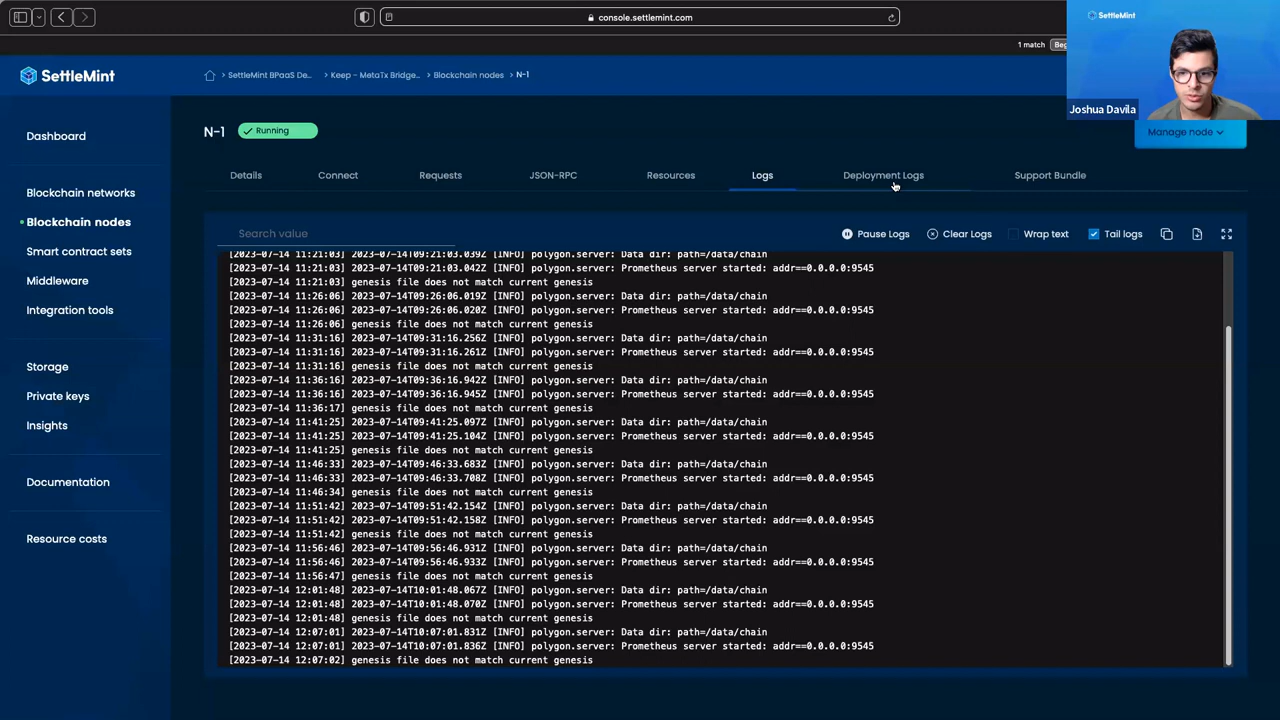 console.settlemint.com
SettleMint
1 match
Joshua Davila
SettleMint
SettleMint BPaaS De...
Keep - MetaTx Bridge...
Blockchain nodes
N-1
N-1
Running
Manage node
Details
Connect
Requests
JSON-RPC
Resources
Logs
Deployment Logs
Support Bundle
Dashboard
Blockchain networks
Blockchain nodes
Smart contract sets
Middleware
Integration tools
Storage
Private keys
Insights
Documentation
Resource costs
Search value
Pause Logs
Clear Logs
Wrap text
Tail logs
[2023-07-14 11:21:03] 2023-07-14T09:21:03.039Z [INFO] polygon.server: Data dir: path=/data/chain
[2023-07-14 11:21:03] 2023-07-14T09:21:03.042Z [INFO] polygon.server: Prometheus server started: addr==0.0.0.0:9545
[2023-07-14 11:21:03] genesis file does not match current genesis
[2023-07-14 11:26:06] 2023-07-14T09:26:06.019Z [INFO] polygon.server: Data dir: path=/data/chain
[2023-07-14 11:26:06] 2023-07-14T09:26:06.020Z [INFO] polygon.server: Prometheus server started: addr==0.0.0.0:9545
[2023-07-14 11:26:06] genesis file does not match current genesis
[2023-07-14 11:31:16] 2023-07-14T09:31:16.256Z [INFO] polygon.server: Data dir: path=/data/chain
[2023-07-14 11:31:16] 2023-07-14T09:31:16.261Z [INFO] polygon.server: Prometheus server started: addr==0.0.0.0:9545
[2023-07-14 11:31:16] genesis file does not match current genesis
[2023-07-14 11:36:16] 2023-07-14T09:36:16.942Z [INFO] polygon.server: Data dir: path=/data/chain
[2023-07-14 11:36:16] 2023-07-14T09:36:16.945Z [INFO] polygon.server: Prometheus server started: addr==0.0.0.0:9545
[2023-07-14 11:36:17] genesis file does not match current genesis
[2023-07-14 11:41:25] 2023-07-14T09:41:25.097Z [INFO] polygon.server: Data dir: path=/data/chain
[2023-07-14 11:41:25] 2023-07-14T09:41:25.104Z [INFO] polygon.server: Prometheus server started: addr==0.0.0.0:9545
[2023-07-14 11:41:25] genesis file does not match current genesis
[2023-07-14 11:46:33] 2023-07-14T09:46:33.683Z [INFO] polygon.server: Data dir: path=/data/chain
[2023-07-14 11:46:33] 2023-07-14T09:46:33.708Z [INFO] polygon.server: Prometheus server started: addr==0.0.0.0:9545
[2023-07-14 11:46:34] genesis file does not match current genesis
[2023-07-14 11:51:42] 2023-07-14T09:51:42.154Z [INFO] polygon.server: Data dir: path=/data/chain
[2023-07-14 11:51:42] 2023-07-14T09:51:42.158Z [INFO] polygon.server: Prometheus server started: addr==0.0.0.0:9545
[2023-07-14 11:51:42] genesis file does not match current genesis
[2023-07-14 11:56:46] 2023-07-14T09:56:46.931Z [INFO] polygon.server: Data dir: path=/data/chain
[2023-07-14 11:56:46] 2023-07-14T09:56:46.933Z [INFO] polygon.server: Prometheus server started: addr==0.0.0.0:9545
[2023-07-14 11:56:47] genesis file does not match current genesis
[2023-07-14 12:01:48] 2023-07-14T10:01:48.067Z [INFO] polygon.server: Data dir: path=/data/chain
[2023-07-14 12:01:48] 2023-07-14T10:01:48.070Z [INFO] polygon.server: Prometheus server started: addr==0.0.0.0:9545
[2023-07-14 12:01:48] genesis file does not match current genesis
[2023-07-14 12:07:01] 2023-07-14T10:07:01.831Z [INFO] polygon.server: Data dir: path=/data/chain
[2023-07-14 12:07:01] 2023-07-14T10:07:01.836Z [INFO] polygon.server: Prometheus server started: addr==0.0.0.0:9545
[2023-07-14 12:07:02] genesis file does not match current genesis